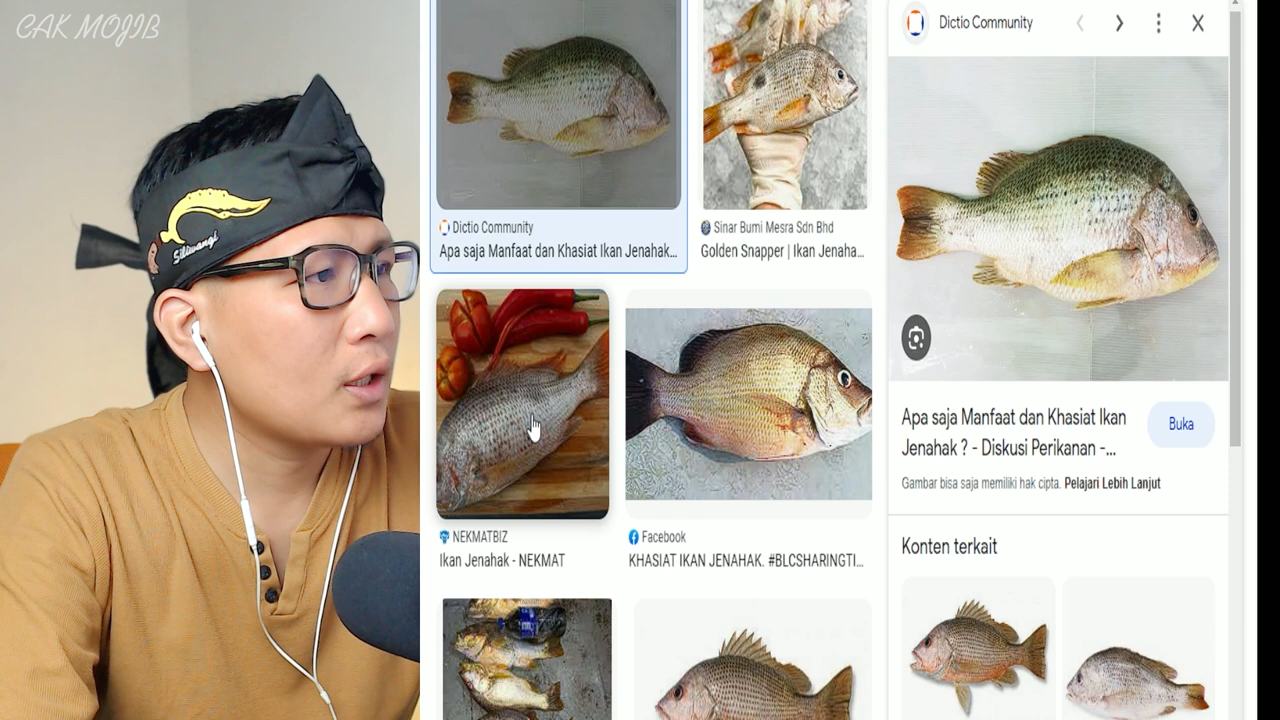 CAK MOJIB
Siliwangi
Dictio Community
Apa saja Manfaat dan Khasiat Ikan Jenahak...
Sinar Bumi Mesra Sdn Bhd
Golden Snapper | Ikan Jenaha...
NEKMATBIZ
Ikan Jenahak - NEKMAT
Facebook
KHASIAT IKAN JENAHAK. #BLCSHARINGTI...
Dictio Community
Apa saja Manfaat dan Khasiat Ikan
Jenahak ? - Diskusi Perikanan -...
Buka
Gambar bisa saja memiliki hak cipta. Pelajari Lebih Lanjut
Konten terkait